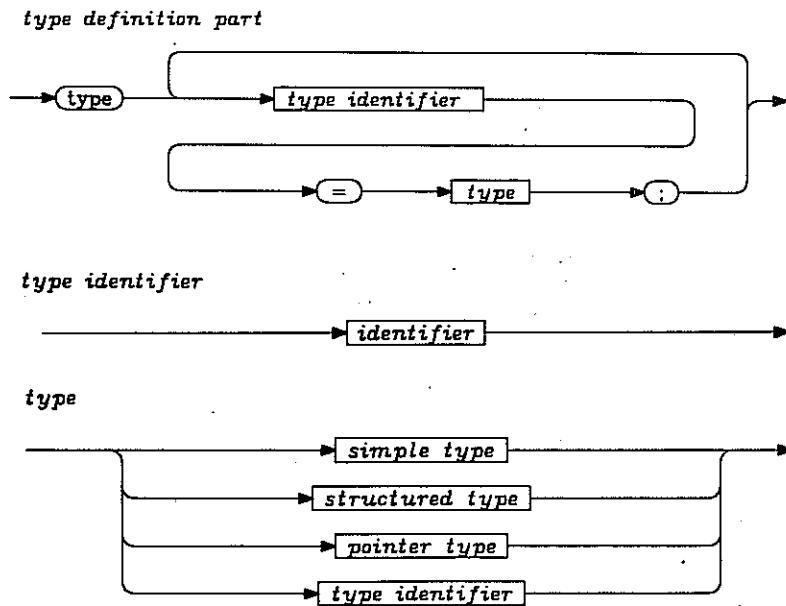 type definition part
type
type identifier
= type ;
type identifier
identifier
type
simple type
structured type
pointer type
type identifier